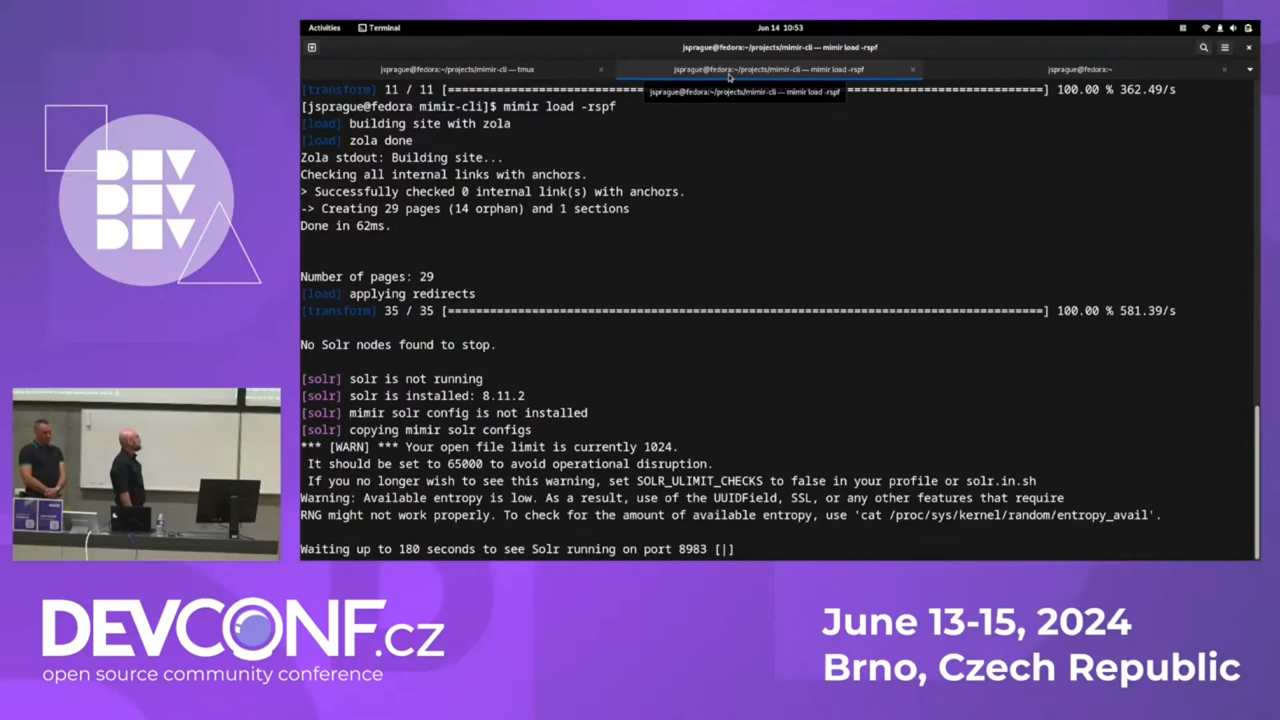 Activities
Terminal
Jun 14 10:53
jsprague@fedora:~/projects/mimir-cli — mimir load -rspf
jsprague@fedora:~/projects/mimir-cli — tmux
jsprague@fedora:~/projects/mimir-cli — mimir load -rspf
jsprague@fedora:~
[transform] 11 / 11 [=====================================================================================] 100.00 % 362.49/s
jsprague@fedora:~/projects/mimir-cli — mimir load -rspf
[jsprague@fedora mimir-cli]$ mimir load -rspf
[load] building site with zola
[load] zola done
Zola stdout: Building site...
Checking all internal links with anchors.
> Successfully checked 0 internal link(s) with anchors.
-> Creating 29 pages (14 orphan) and 1 sections
Done in 62ms.
Number of pages: 29
[load] applying redirects
[transform] 35 / 35 [=====================================================================================] 100.00 % 581.39/s
No Solr nodes found to stop.
[solr] solr is not running
[solr] solr is installed: 8.11.2
[solr] mimir solr config is not installed
[solr] copying mimir solr configs
*** [WARN] *** Your open file limit is currently 1024.
It should be set to 65000 to avoid operational disruption.
If you no longer wish to see this warning, set SOLR_ULIMIT_CHECKS to false in your profile or solr.in.sh
Warning: Available entropy is low. As a result, use of the UUIDField, SSL, or any other features that require
RNG might not work properly. To check for the amount of available entropy, use 'cat /proc/sys/kernel/random/entropy_avail'.
Waiting up to 180 seconds to see Solr running on port 8983 [|]
DEV
DEV
DEV
DEVCONF.cz
open source community conference
June 13-15, 2024
Brno, Czech Republic